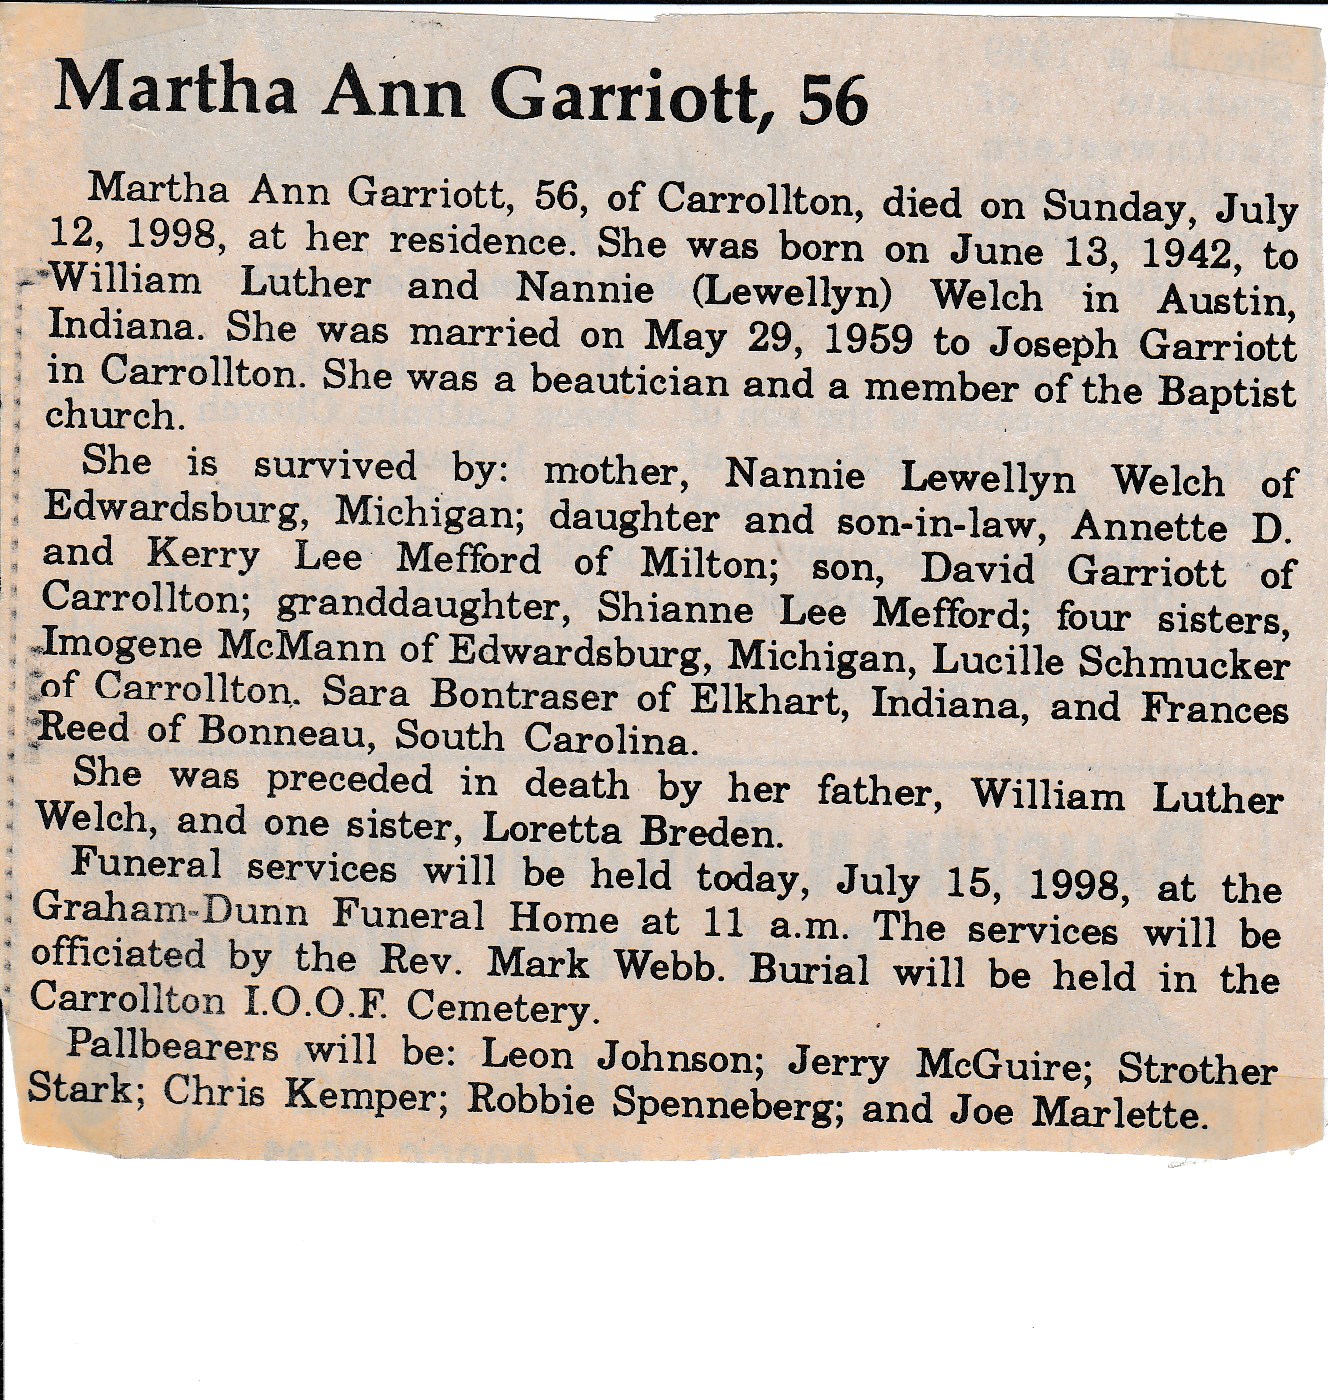 Martha Ann Garriott, 56
Martha Ann Garriott, 56, of Carrollton, died on Sunday, July
12, 1998, at her residence. She was born on June 13, 1942, to
William Luther and Nannie (Lewellyn) Welch in Austin,
Indiana. She was married on May 29, 1959 to Joseph Garriott
in Carrollton. She was a beautician and a member of the Baptist
church.
She is survived by: mother, Nannie Lewellyn Welch of
Edwardsburg, Michigan; daughter and son-in-law, Annette D.
and Kerry Lee Mefford of Milton; son, David Garriott of
Carrollton; granddaughter, Shianne Lee Mefford; four sisters,
Imogene McMann of Edwardsburg, Michigan, Lucille Schmucker
of Carrollton. Sara Bontraser of Elkhart, Indiana, and Frances
Reed of Bonneau, South Carolina.
She was preceded in death by her father, William Luther
Welch, and one sister, Loretta Breden.
Funeral services will be held today, July 15, 1998, at the
Graham-Dunn Funeral Home at 11 a.m. The services will be
officiated by the Rev. Mark Webb. Burial will be held in the
Carrollton I.O.O.F. Cemetery.
Pallbearers will be: Leon Johnson; Jerry McGuire; Strother
Stark; Chris Kemper; Robbie Spenneberg; and Joe Marlette.